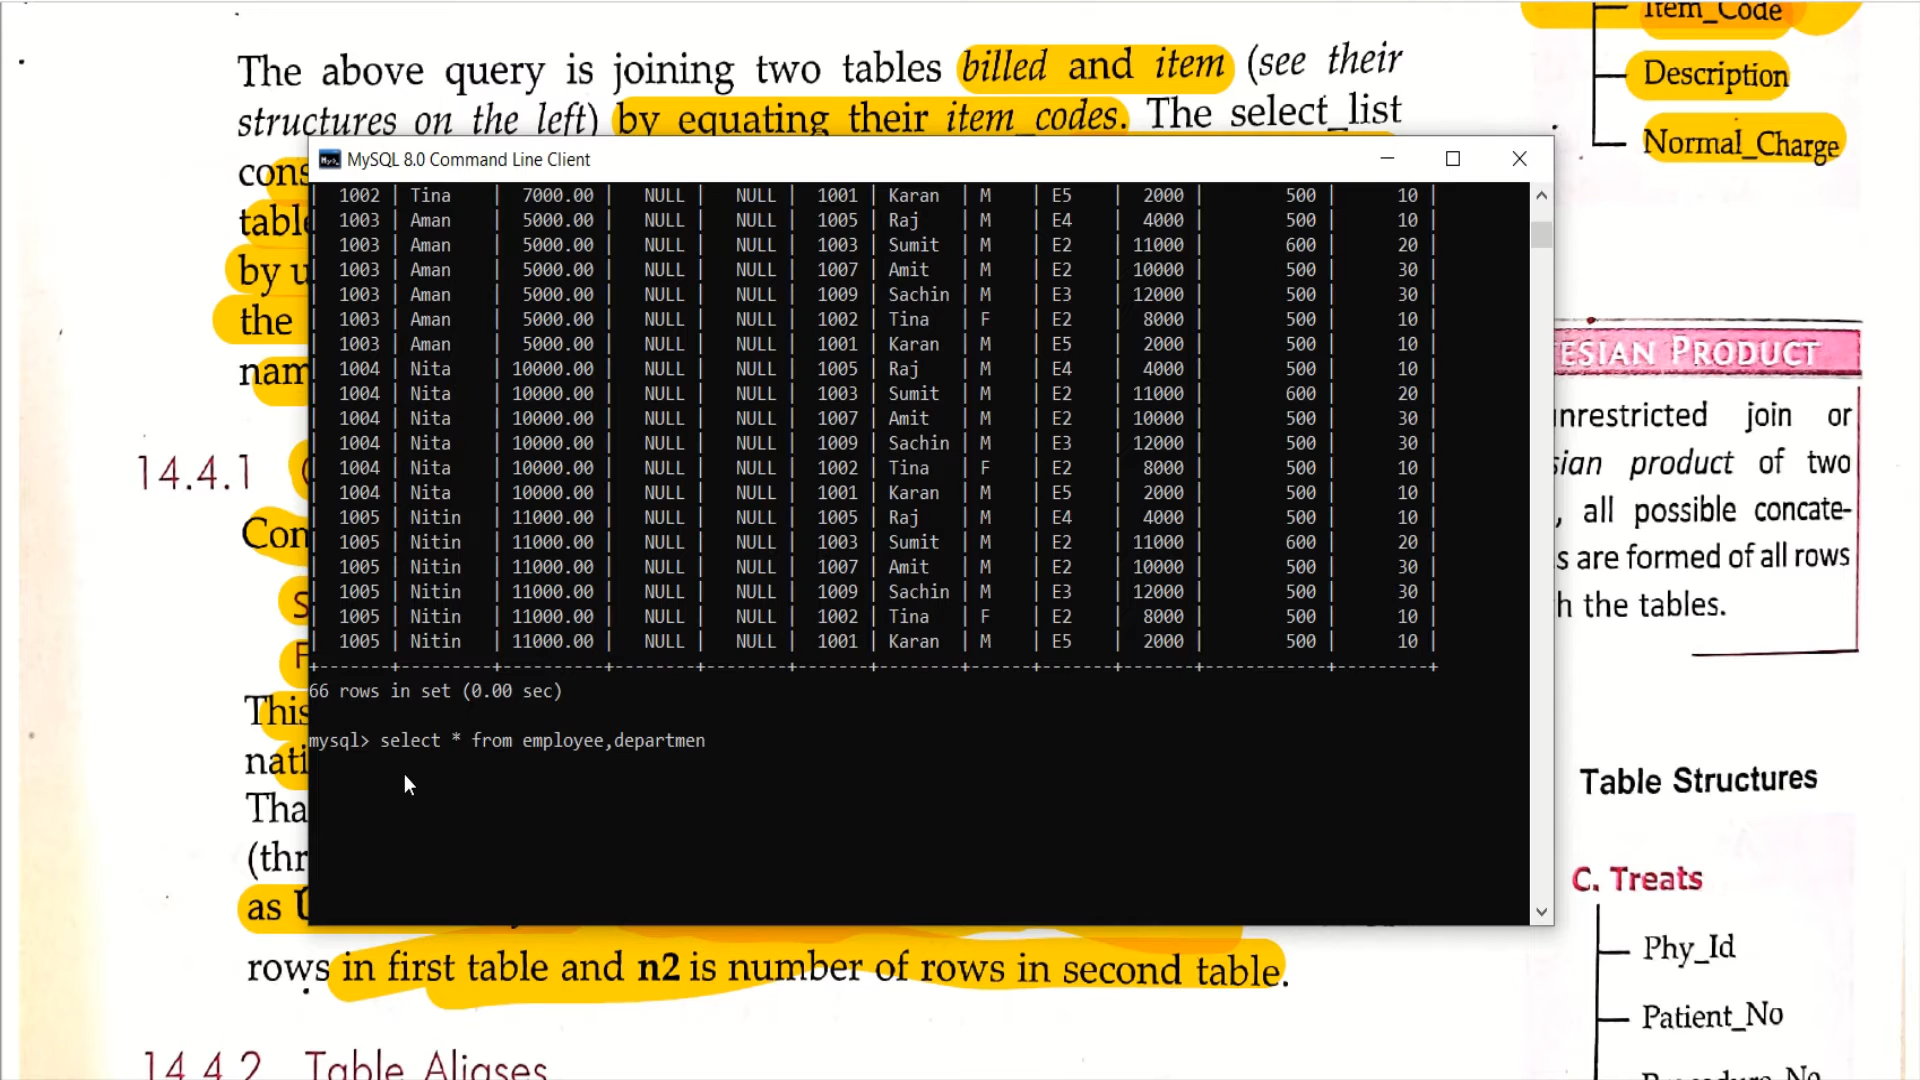 The above query is joining two tables billed and item (see their
structures on the left) by equating their item_codes. The select_list
cons
table
by u
the
nam
14.4.1
Con
S
F
This
nati
Tha
(thr
as U
rows in first table and n2 is number of rows in second table.
14.4.2 Table Aliases
MySQL 8.0 Command Line Client
| 1002 | Tina | 7000.00 | NULL | NULL | 1001 | Karan | M | E5 | 2000 | 500 | 10 |
| 1003 | Aman | 5000.00 | NULL | NULL | 1005 | Raj | M | E4 | 4000 | 500 | 10 |
| 1003 | Aman | 5000.00 | NULL | NULL | 1003 | Sumit | M | E2 | 11000 | 600 | 20 |
| 1003 | Aman | 5000.00 | NULL | NULL | 1007 | Amit | M | E2 | 10000 | 500 | 30 |
| 1003 | Aman | 5000.00 | NULL | NULL | 1009 | Sachin | M | E3 | 12000 | 500 | 30 |
| 1003 | Aman | 5000.00 | NULL | NULL | 1002 | Tina | F | E2 | 8000 | 500 | 10 |
| 1003 | Aman | 5000.00 | NULL | NULL | 1001 | Karan | M | E5 | 2000 | 500 | 10 |
| 1004 | Nita | 10000.00 | NULL | NULL | 1005 | Raj | M | E4 | 4000 | 500 | 10 |
| 1004 | Nita | 10000.00 | NULL | NULL | 1003 | Sumit | M | E2 | 11000 | 600 | 20 |
| 1004 | Nita | 10000.00 | NULL | NULL | 1007 | Amit | M | E2 | 10000 | 500 | 30 |
| 1004 | Nita | 10000.00 | NULL | NULL | 1009 | Sachin | M | E3 | 12000 | 500 | 30 |
| 1004 | Nita | 10000.00 | NULL | NULL | 1002 | Tina | F | E2 | 8000 | 500 | 10 |
| 1004 | Nita | 10000.00 | NULL | NULL | 1001 | Karan | M | E5 | 2000 | 500 | 10 |
| 1005 | Nitin | 11000.00 | NULL | NULL | 1005 | Raj | M | E4 | 4000 | 500 | 10 |
| 1005 | Nitin | 11000.00 | NULL | NULL | 1003 | Sumit | M | E2 | 11000 | 600 | 20 |
| 1005 | Nitin | 11000.00 | NULL | NULL | 1007 | Amit | M | E2 | 10000 | 500 | 30 |
| 1005 | Nitin | 11000.00 | NULL | NULL | 1009 | Sachin | M | E3 | 12000 | 500 | 30 |
| 1005 | Nitin | 11000.00 | NULL | NULL | 1002 | Tina | F | E2 | 8000 | 500 | 10 |
| 1005 | Nitin | 11000.00 | NULL | NULL | 1001 | Karan | M | E5 | 2000 | 500 | 10 |
66 rows in set (0.00 sec)
mysql> select * from employee,departmen
Item_Code
Description
Normal_Charge
ESIAN PRODUCT
nrestricted join or
sian product of two
, all possible concate-
s are formed of all rows
h the tables.
Table Structures
C. Treats
Phy_Id
Patient_No